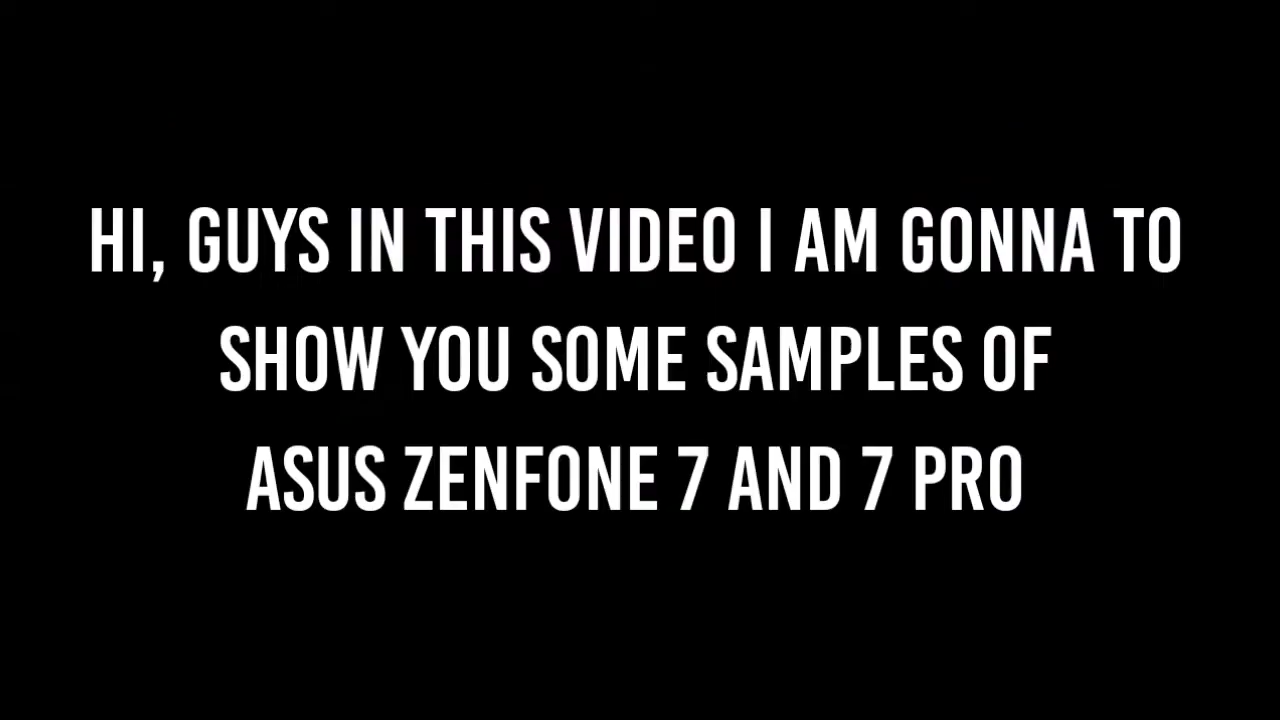 HI, GUYS IN THIS VIDEO I AM GONNA TO
SHOW YOU SOME SAMPLES OF
ASUS ZENFONE 7 AND 7 PRO